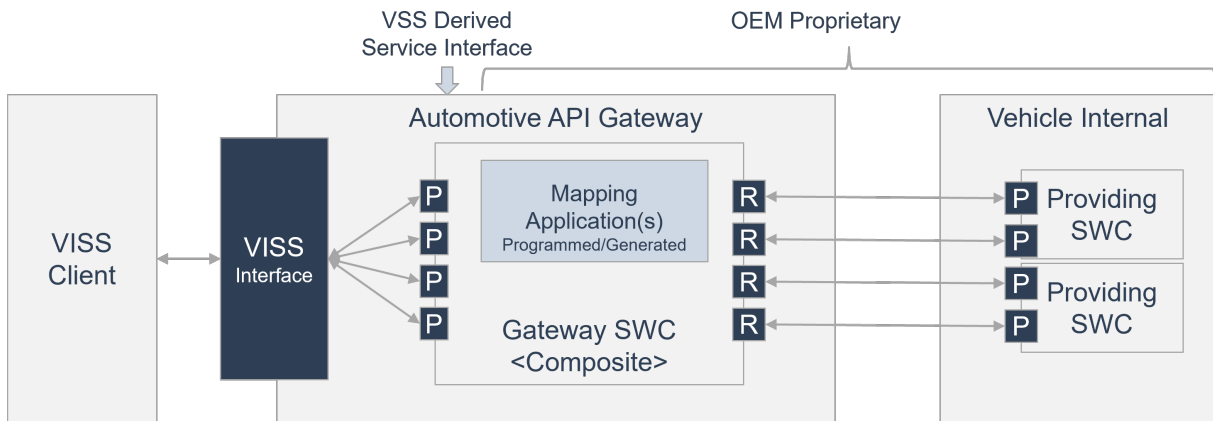 VSS Derived
Service Interface
OEM Proprietary
Automotive API Gateway
Vehicle Internal
VISS
Client
VISS
Interface
P
P
P
P
Mapping
Application(s)
Programmed/Generated
Gateway SWC
<Composite>
R
R
R
R
P
P
Providing
SWC
P
P
Providing
SWC